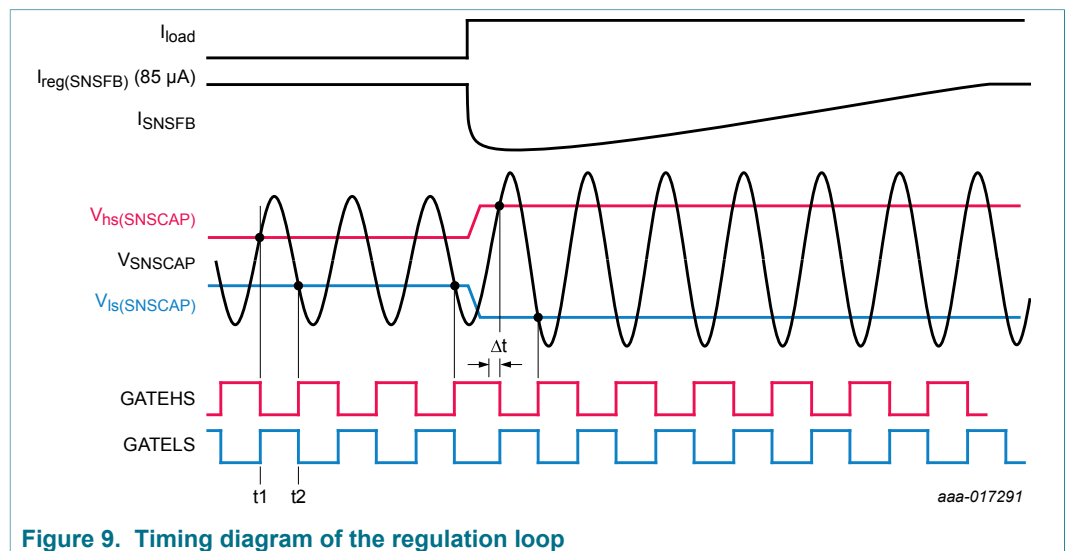 Iload
Ireg(SNSFB) (85 µA)
ISNSFB
Vhs(SNSCAP)
VSNSCAP
Vls(SNSCAP)
Δt
GATEHS
GATELS
t1 t2
aaa-017291
Figure 9. Timing diagram of the regulation loop